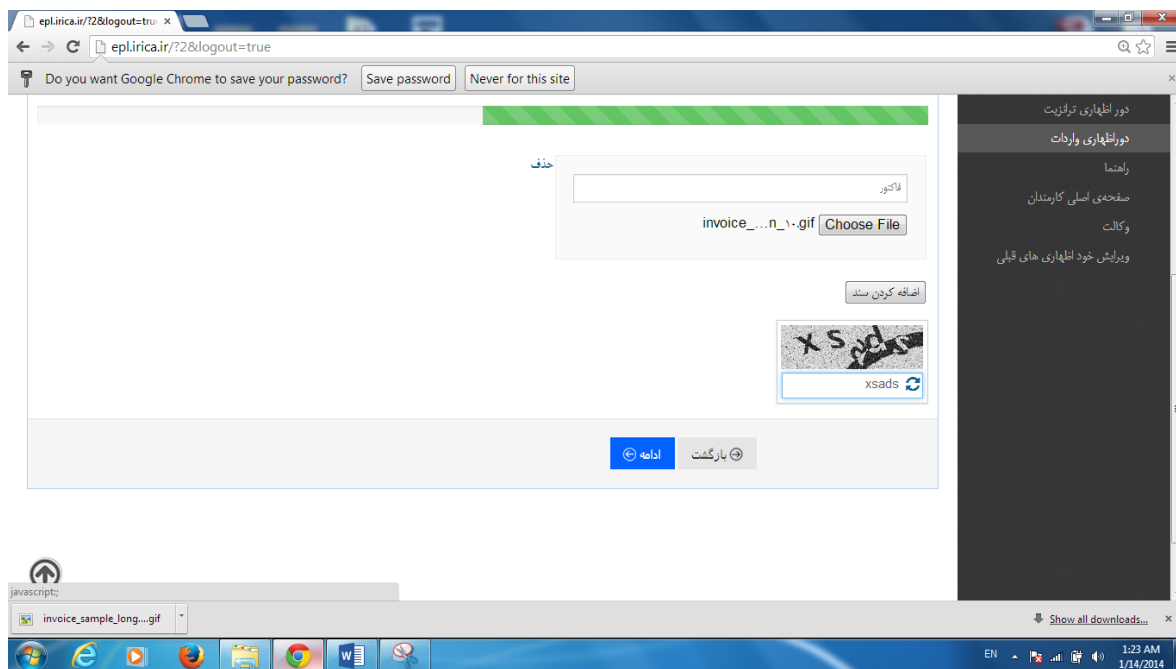 epl.irica.ir/?2&logout=tru
epl.irica.ir/?2&logout=true
Do you want Google Chrome to save your password? Save password Never for this site
دور اظهاری ترانزیت
دوراظهاری واردات
راهنما
صفحه‌ی اصلی کارمندان
وکالت
ویرایش خود اظهاری های قبلی
حذف
فاکتور
Choose File invoice_...n_۱۰.gif
اضافه کردن سند
xsads
بازگشت
ادامه
javascript:;
invoice_sample_long....gif
Show all downloads...
EN
1:23 AM
1/14/2014